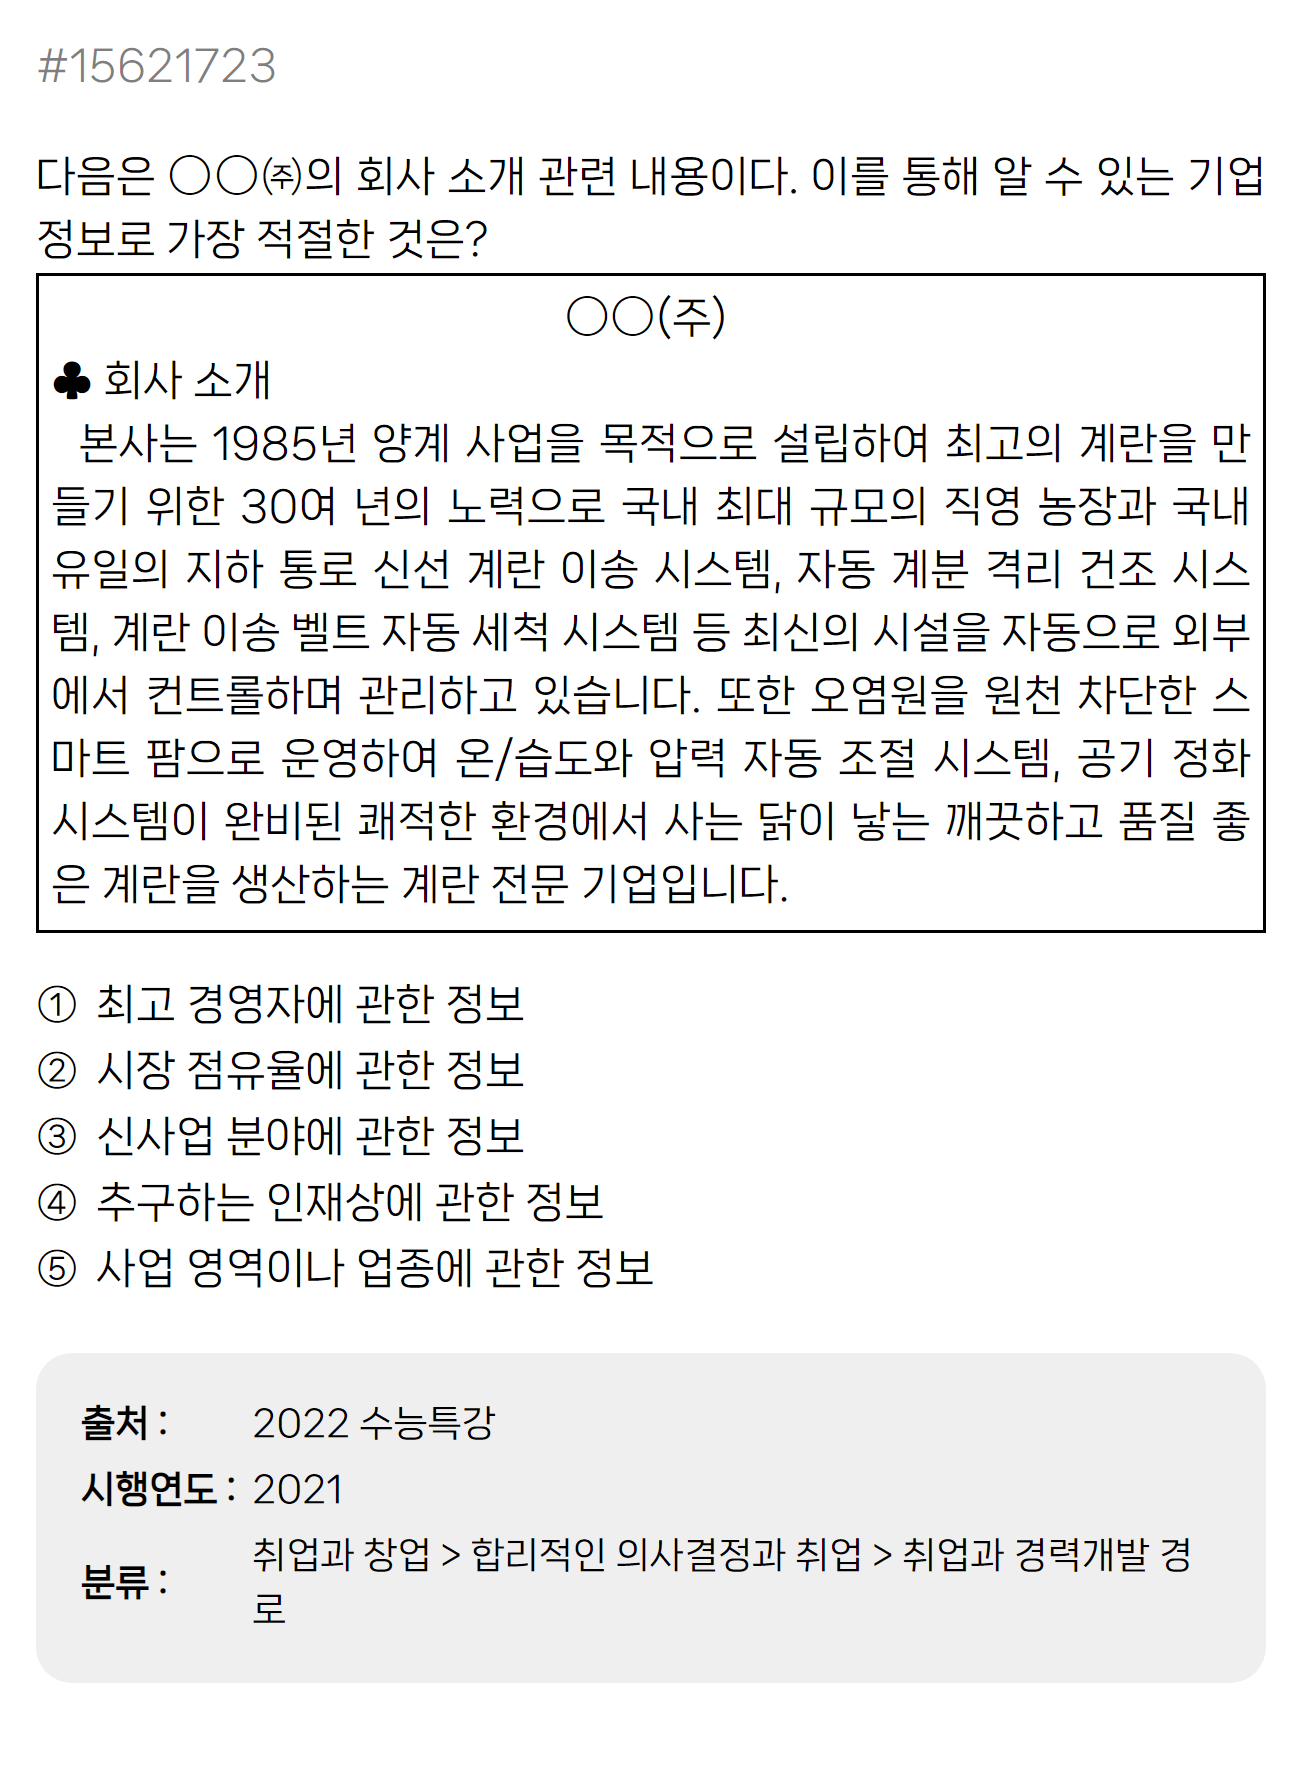 #15621723
다음은 ○○㈜의 회사 소개 관련 내용이다. 이를 통해 알 수 있는 기업
정보로 가장 적절한 것은?
○○(주)
♣ 회사 소개
본사는 1985년 양계 사업을 목적으로 설립하여 최고의 계란을 만
들기 위한 30여 년의 노력으로 국내 최대 규모의 직영 농장과 국내
유일의 지하 통로 신선 계란 이송 시스템, 자동 계분 격리 건조 시스
템, 계란 이송 벨트 자동 세척 시스템 등 최신의 시설을 자동으로 외부
에서 컨트롤하며 관리하고 있습니다. 또한 오염원을 원천 차단한 스
마트 팜으로 운영하여 온/습도와 압력 자동 조절 시스템, 공기 정화
시스템이 완비된 쾌적한 환경에서 사는 닭이 낳는 깨끗하고 품질 좋
은 계란을 생산하는 계란 전문 기업입니다.
① 최고 경영자에 관한 정보
② 시장 점유율에 관한 정보
③ 신사업 분야에 관한 정보
④ 추구하는 인재상에 관한 정보
⑤ 사업 영역이나 업종에 관한 정보
출처 : 2022 수능특강
시행연도 : 2021
분류 : 취업과 창업 > 합리적인 의사결정과 취업 > 취업과 경력개발 경
로